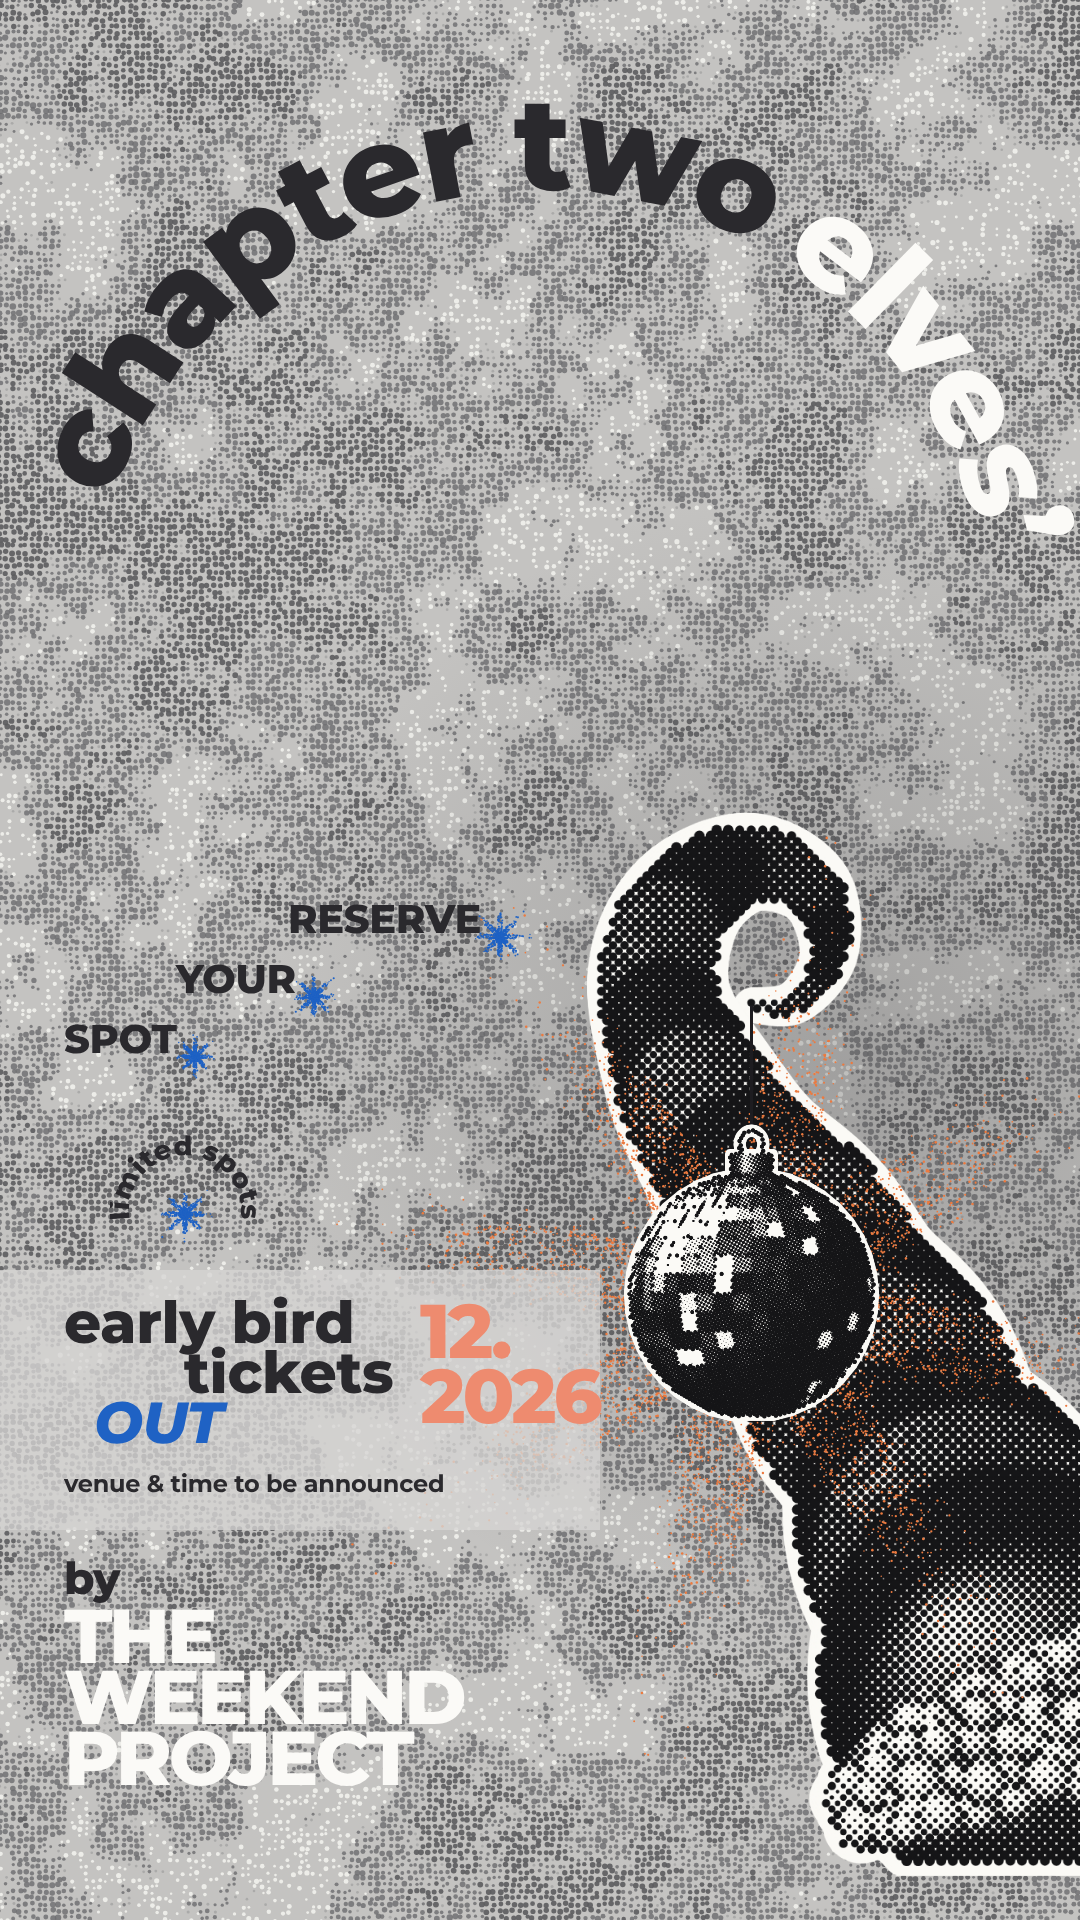 chapter two elves'
RESERVE
YOUR
SPOT
limited spots
early bird
tickets
OUT
12.
2026
venue & time to be announced
by
THE
WEEKEND
PROJECT